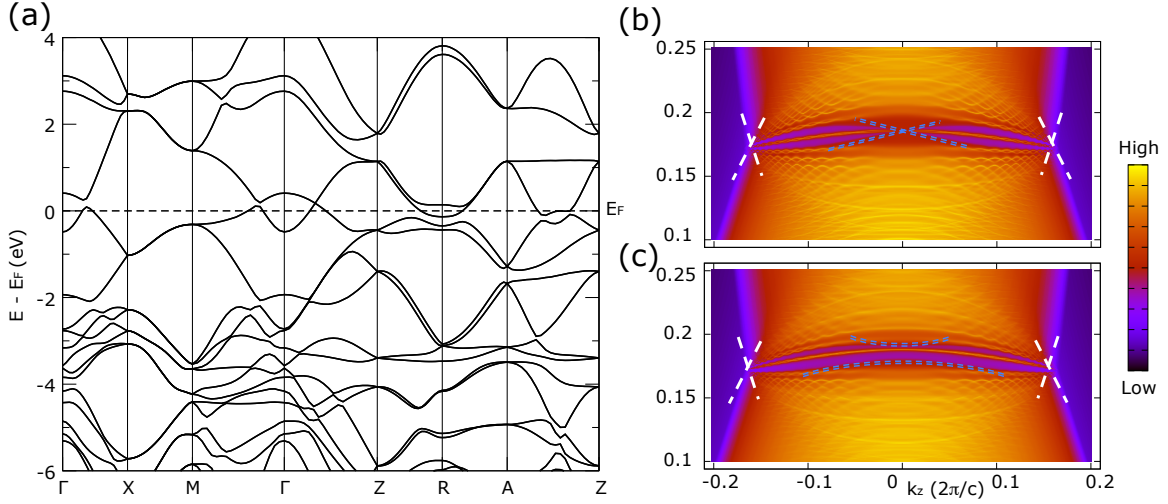 (a)
4
2
0
-2
-4
-6
E - EF (eV)
EF
Γ X M Γ Z R A Z
(b)
0.25
0.2
0.15
0.1
(c)
0.25
0.2
0.15
0.1
-0.2 -0.1 0.0 0.1 0.2
kz (2π/c)
High
Low